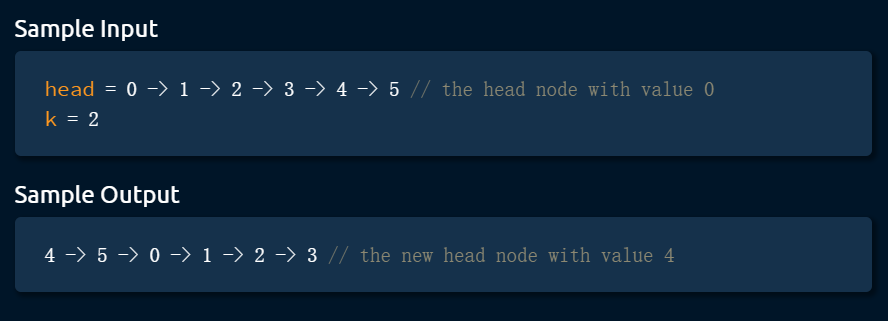 Sample Input
head = 0 -> 1 -> 2 -> 3 -> 4 -> 5 // the head node with value 0
k = 2
Sample Output
4 -> 5 -> 0 -> 1 -> 2 -> 3 // the new head node with value 4